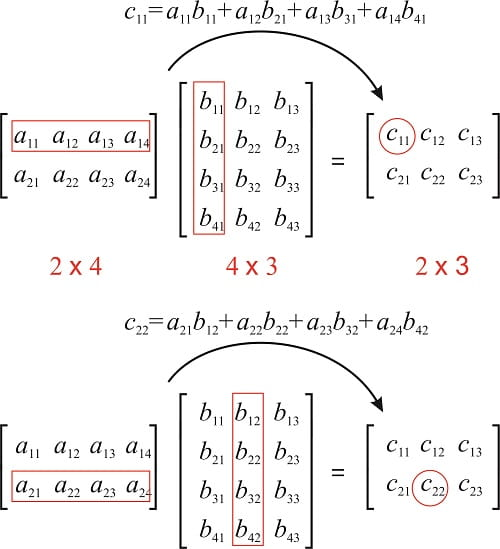 c₁₁=a₁₁b₁₁+a₁₂b₂₁+a₁₃b₃₁+a₁₄b₄₁
b₁₁ b₁₂ b₁₃
a₁₁ a₁₂ a₁₃ a₁₄ b₂₁ b₂₂ b₂₃ c₁₁ c₁₂ c₁₃
=
a₂₁ a₂₂ a₂₃ a₂₄ b₃₁ b₃₂ b₃₃ c₂₁ c₂₂ c₂₃
b₄₁ b₄₂ b₄₃
2 x 4 4 x 3 2 x 3
c₂₂=a₂₁b₁₂+a₂₂b₂₂+a₂₃b₃₂+a₂₄b₄₂
b₁₁ b₁₂ b₁₃
a₁₁ a₁₂ a₁₃ a₁₄ b₂₁ b₂₂ b₂₃ c₁₁ c₁₂ c₁₃
=
a₂₁ a₂₂ a₂₃ a₂₄ b₃₁ b₃₂ b₃₃ c₂₁ c₂₂ c₂₃
b₄₁ b₄₂ b₄₃